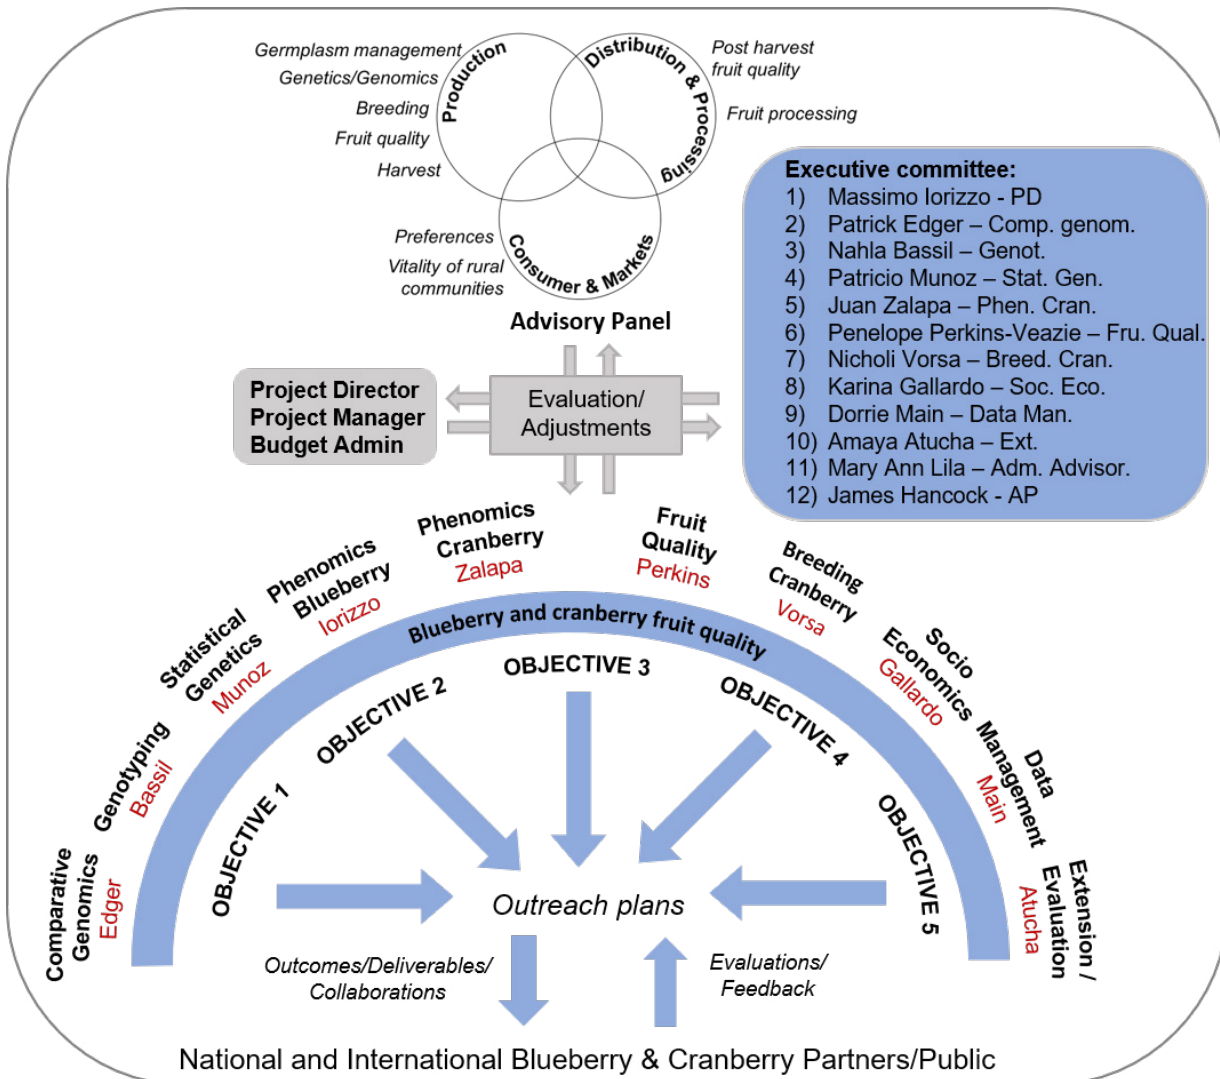 Germplasm management
Genetics/Genomics
Breeding
Fruit quality
Harvest
Production
Distribution & Processing
Post harvest
fruit quality
Fruit processing
Preferences
Vitality of rural
communities
Consumer & Markets
Advisory Panel
Executive committee:
1) Massimo Iorizzo - PD
2) Patrick Edger – Comp. genom.
3) Nahla Bassil – Genot.
4) Patricio Munoz – Stat. Gen.
5) Juan Zalapa – Phen. Cran.
6) Penelope Perkins-Veazie – Fru. Qual.
7) Nicholi Vorsa – Breed. Cran.
8) Karina Gallardo – Soc. Eco.
9) Dorrie Main – Data Man.
10) Amaya Atucha – Ext.
11) Mary Ann Lila – Adm. Advisor.
12) James Hancock - AP
Project Director
Project Manager
Budget Admin
Evaluation/
Adjustments
Comparative
Genomics
Edger
Genotyping
Bassil
Statistical
Genetics
Munoz
Phenomics
Blueberry
Iorizzo
Phenomics
Cranberry
Zalapa
Fruit
Quality
Perkins
Breeding
Cranberry
Vorsa
Socio
Economics
Gallardo
Data
Management
Main
Extension /
Evaluation
Atucha
Blueberry and cranberry fruit quality
OBJECTIVE 1
OBJECTIVE 2
OBJECTIVE 3
OBJECTIVE 4
OBJECTIVE 5
Outreach plans
Outcomes/Deliverables/
Collaborations
Evaluations/
Feedback
National and International Blueberry & Cranberry Partners/Public